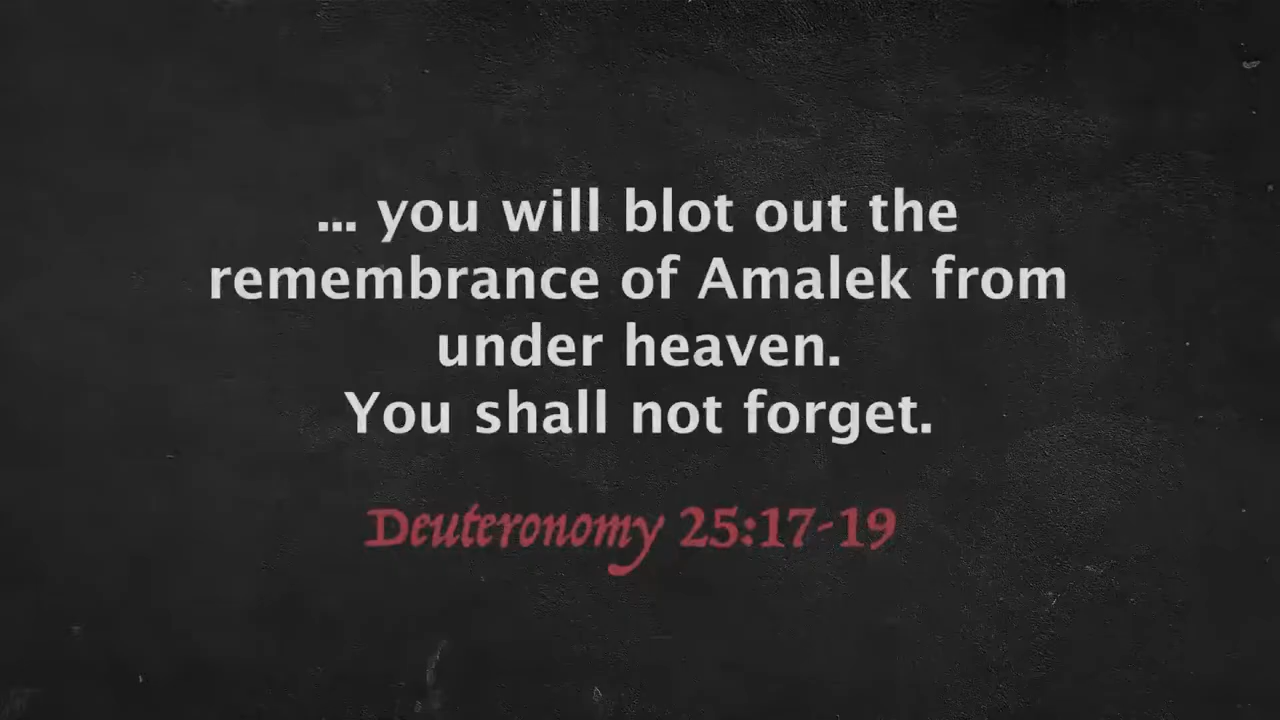 ... you will blot out the
remembrance of Amalek from
under heaven.
You shall not forget.
Deuteronomy 25:17-19